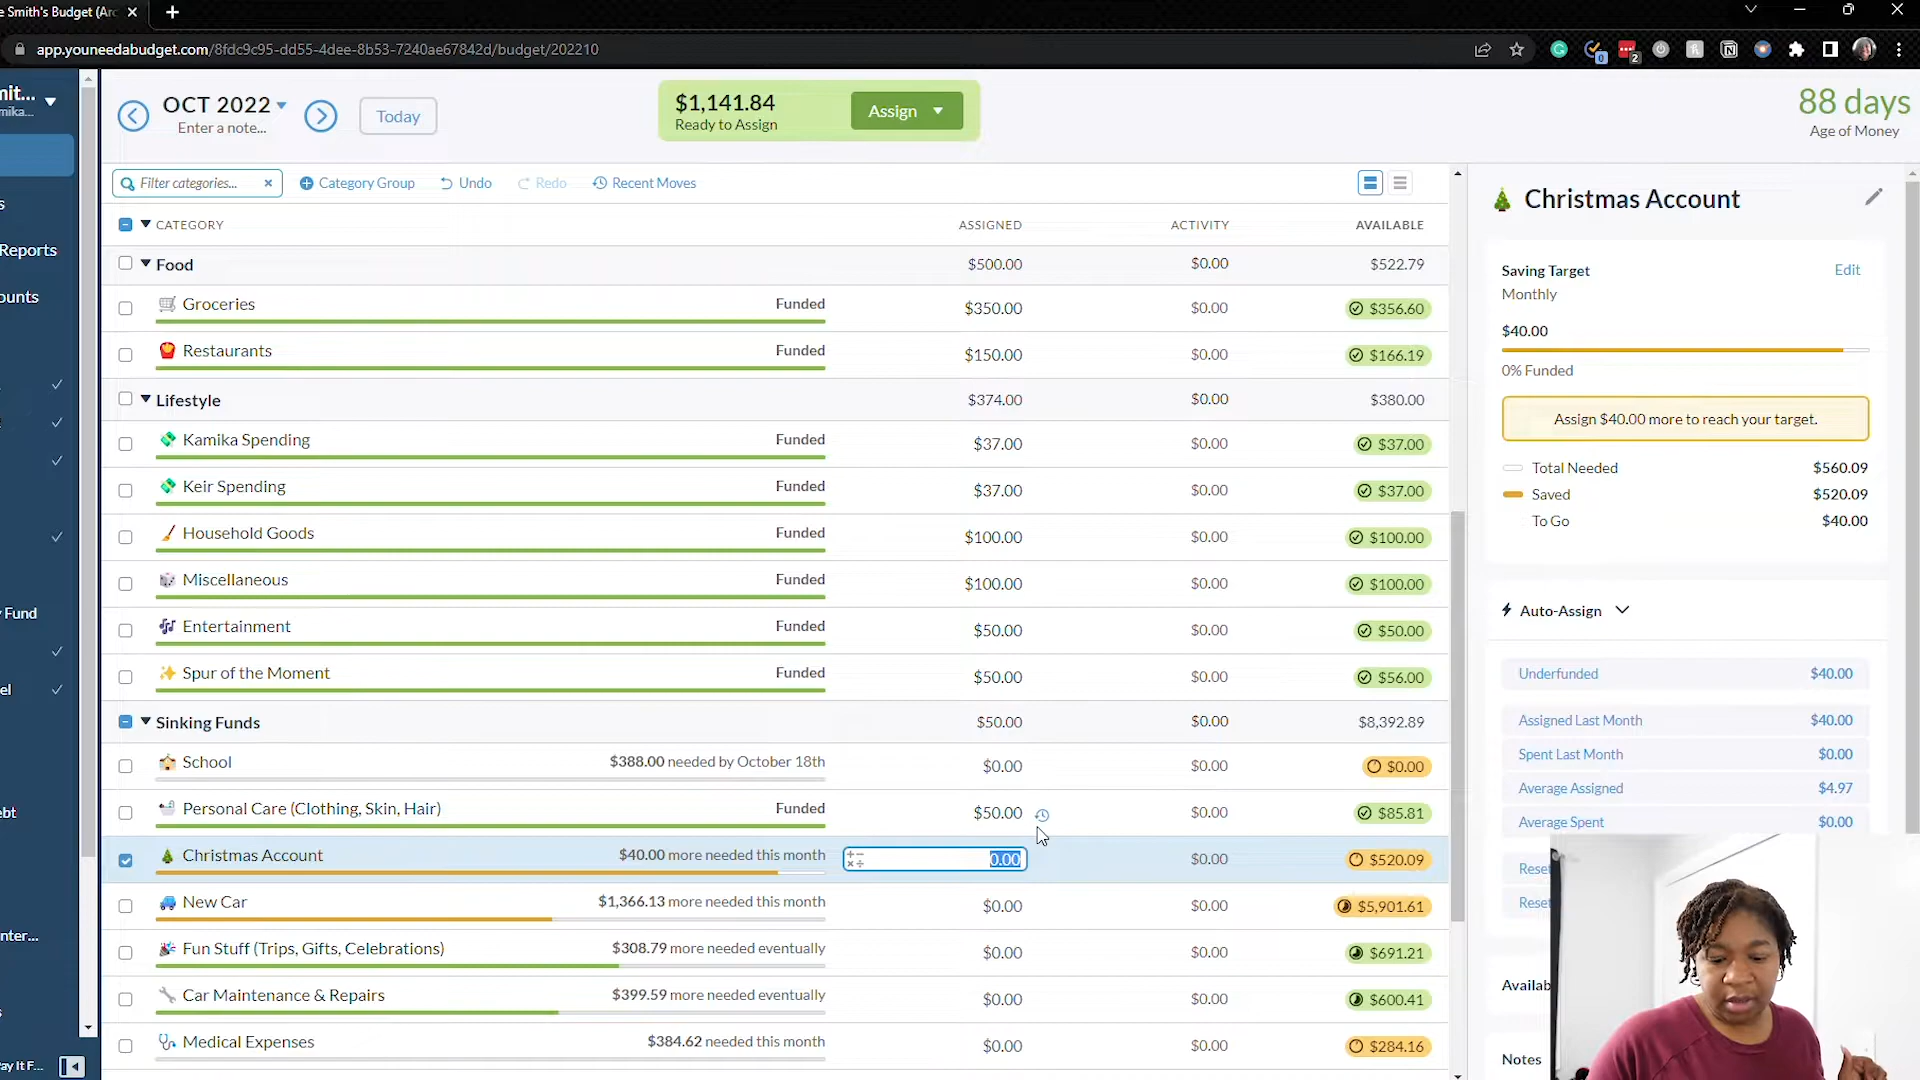 e Smith's Budget (Arc
app.youneedabudget.com/8fdc9c95-dd55-4dee-8b53-7240ae67842d/budget/202210
0
2
mit...
mika...
OCT 2022
Enter a note...
Today
$1,141.84
Ready to Assign
Assign
88 days
Age of Money
Filter categories...
Category Group
Undo
Redo
Recent Moves
CATEGORY
ASSIGNED
ACTIVITY
AVAILABLE
Food
$500.00
$0.00
$522.79
Groceries
Funded
$350.00
$0.00
$356.60
Restaurants
Funded
$150.00
$0.00
$166.19
Lifestyle
$374.00
$0.00
$380.00
Kamika Spending
Funded
$37.00
$0.00
$37.00
Keir Spending
Funded
$37.00
$0.00
$37.00
Household Goods
Funded
$100.00
$0.00
$100.00
Miscellaneous
Funded
$100.00
$0.00
$100.00
Entertainment
Funded
$50.00
$0.00
$50.00
Spur of the Moment
Funded
$50.00
$0.00
$56.00
Sinking Funds
$50.00
$0.00
$8,392.89
School
$388.00 needed by October 18th
$0.00
$0.00
$0.00
Personal Care (Clothing, Skin, Hair)
Funded
$50.00
$0.00
$85.81
Christmas Account
$40.00 more needed this month
0.00
$0.00
$520.09
New Car
$1,366.13 more needed this month
$0.00
$0.00
$5,901.61
Fun Stuff (Trips, Gifts, Celebrations)
$308.79 more needed eventually
$0.00
$0.00
$691.21
Car Maintenance & Repairs
$399.59 more needed eventually
$0.00
$0.00
$600.41
Medical Expenses
$384.62 needed this month
$0.00
$0.00
$284.16
s
Reports
ounts
Fund
el
ebt
nter...
s
ay It F...
Christmas Account
Saving Target
Edit
Monthly
$40.00
0% Funded
Assign $40.00 more to reach your target.
Total Needed
$560.09
Saved
$520.09
To Go
$40.00
Auto-Assign
Underfunded
$40.00
Assigned Last Month
$40.00
Spent Last Month
$0.00
Average Assigned
$4.97
Average Spent
$0.00
Reset
Reset
Availab
Notes